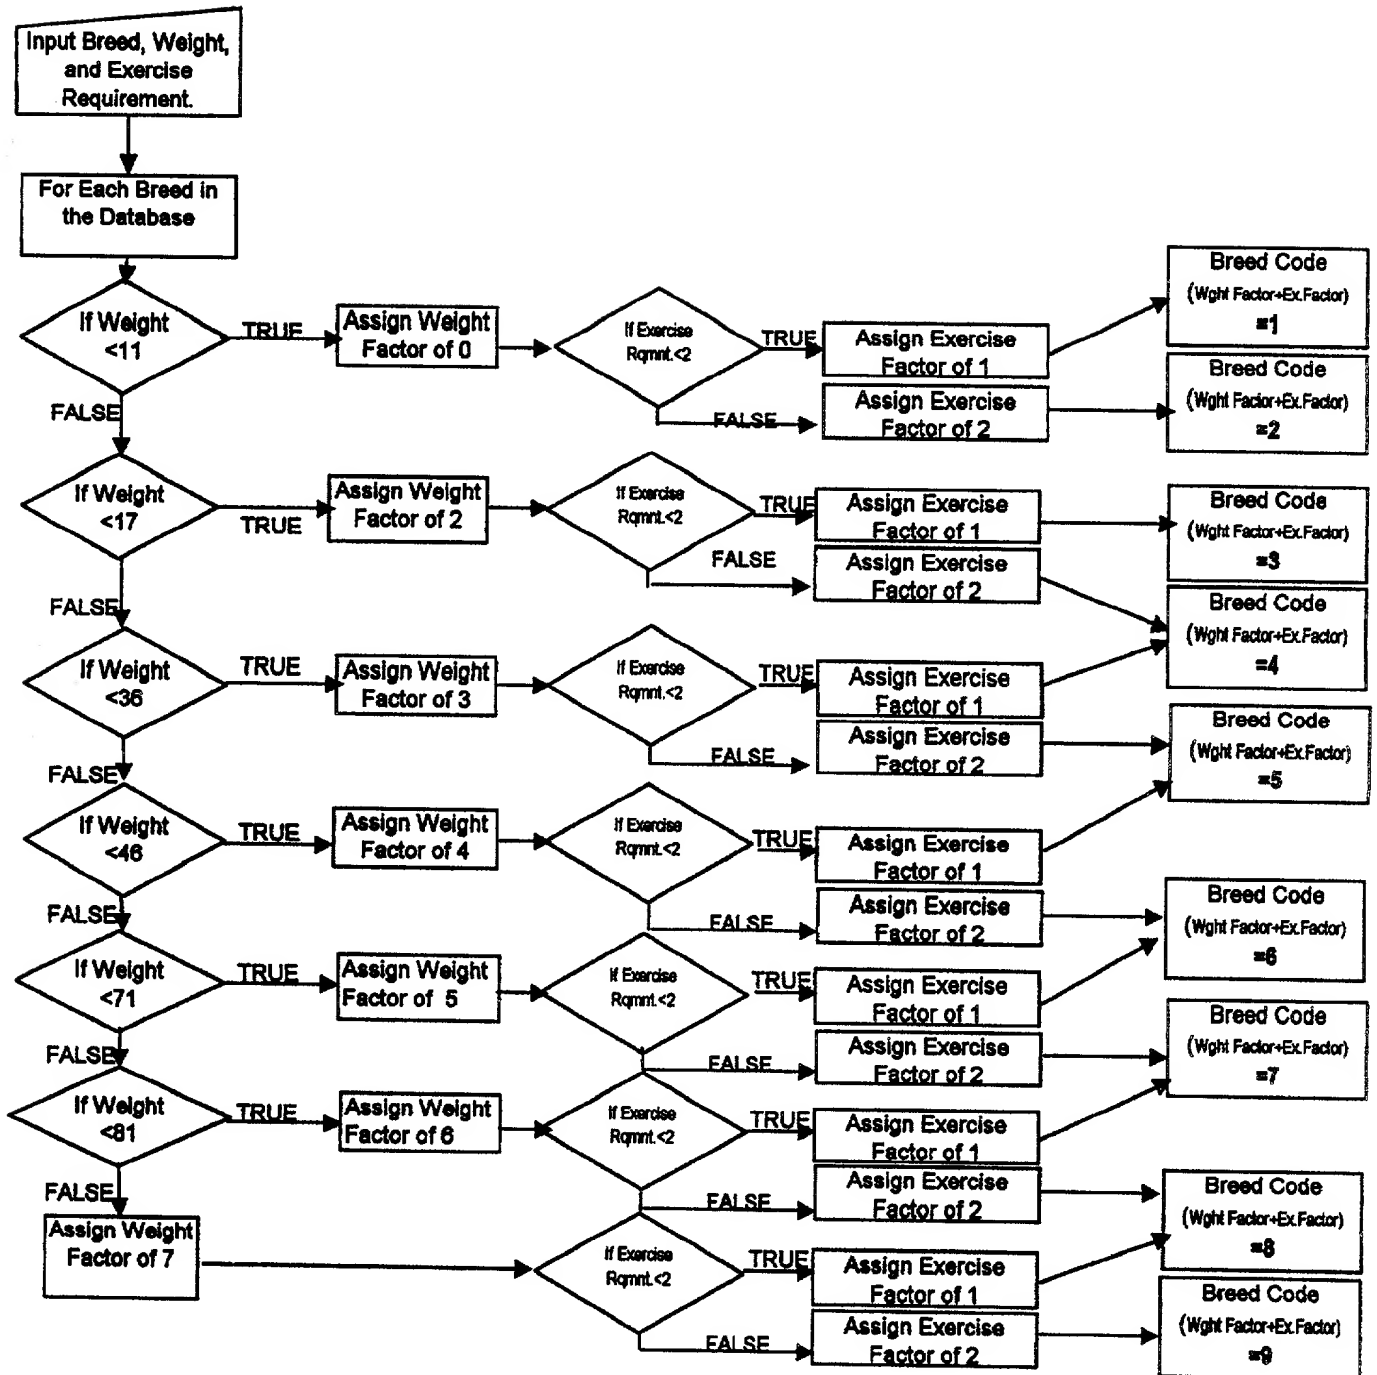 Input Breed, Weight,
and Exercise
Requirement.
For Each Breed in
the Database
If Weight
<11
TRUE
Assign Weight
Factor of 0
If Exercise
Rqmnt.<2
TRUE
Assign Exercise
Factor of 1
Breed Code
(Wght Factor+Ex.Factor)
=1
FALSE
FALSE
Assign Exercise
Factor of 2
Breed Code
(Wght Factor+Ex.Factor)
=2
If Weight
<17
TRUE
Assign Weight
Factor of 2
If Exercise
Rqmnt.<2
TRUE
Assign Exercise
Factor of 1
Breed Code
(Wght Factor+Ex.Factor)
=3
FALSE
FALSE
Assign Exercise
Factor of 2
Breed Code
(Wght Factor+Ex.Factor)
=4
If Weight
<36
TRUE
Assign Weight
Factor of 3
If Exercise
Rqmnt.<2
TRUE
Assign Exercise
Factor of 1
FALSE
FALSE
Assign Exercise
Factor of 2
Breed Code
(Wght Factor+Ex.Factor)
=5
If Weight
<46
TRUE
Assign Weight
Factor of 4
If Exercise
Rqmnt.<2
TRUE
Assign Exercise
Factor of 1
FALSE
FALSE
Assign Exercise
Factor of 2
Breed Code
(Wght Factor+Ex.Factor)
=6
If Weight
<71
TRUE
Assign Weight
Factor of 5
If Exercise
Rqmnt.<2
TRUE
Assign Exercise
Factor of 1
FALSE
FALSE
Assign Exercise
Factor of 2
Breed Code
(Wght Factor+Ex.Factor)
=7
If Weight
<81
TRUE
Assign Weight
Factor of 6
If Exercise
Rqmnt.<2
TRUE
Assign Exercise
Factor of 1
FALSE
FALSE
Assign Exercise
Factor of 2
Breed Code
(Wght Factor+Ex.Factor)
=8
Assign Weight
Factor of 7
If Exercise
Rqmnt.<2
TRUE
Assign Exercise
Factor of 1
FALSE
Assign Exercise
Factor of 2
Breed Code
(Wght Factor+Ex.Factor)
=9